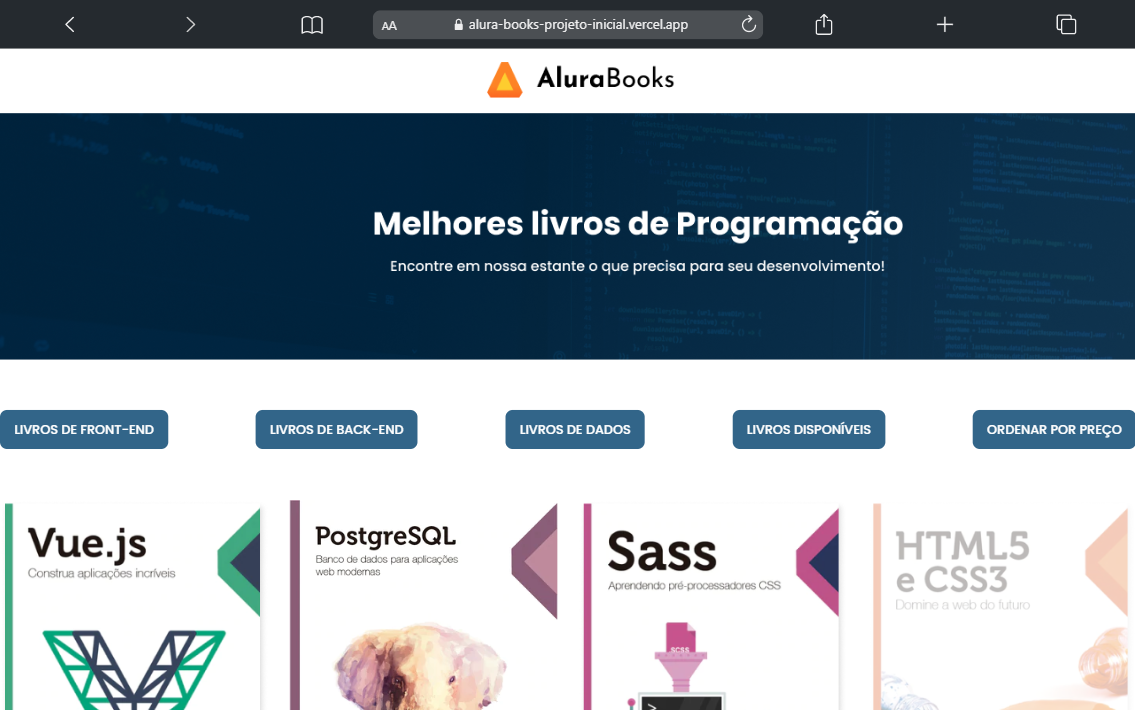 AA
alura-books-projeto-inicial.vercel.app
AluraBooks
Melhores livros de Programação
Encontre em nossa estante o que precisa para seu desenvolvimento!
LIVROS DE FRONT-END
LIVROS DE BACK-END
LIVROS DE DADOS
LIVROS DISPONÍVEIS
ORDENAR POR PREÇO
Vue.js
Construa aplicações incríveis
PostgreSQL
Banco de dados para aplicações
web modernas
Sass
Aprendendo pré-processadores CSS
SCSS
>
HTML5
e CSS3
Domine a web do futuro